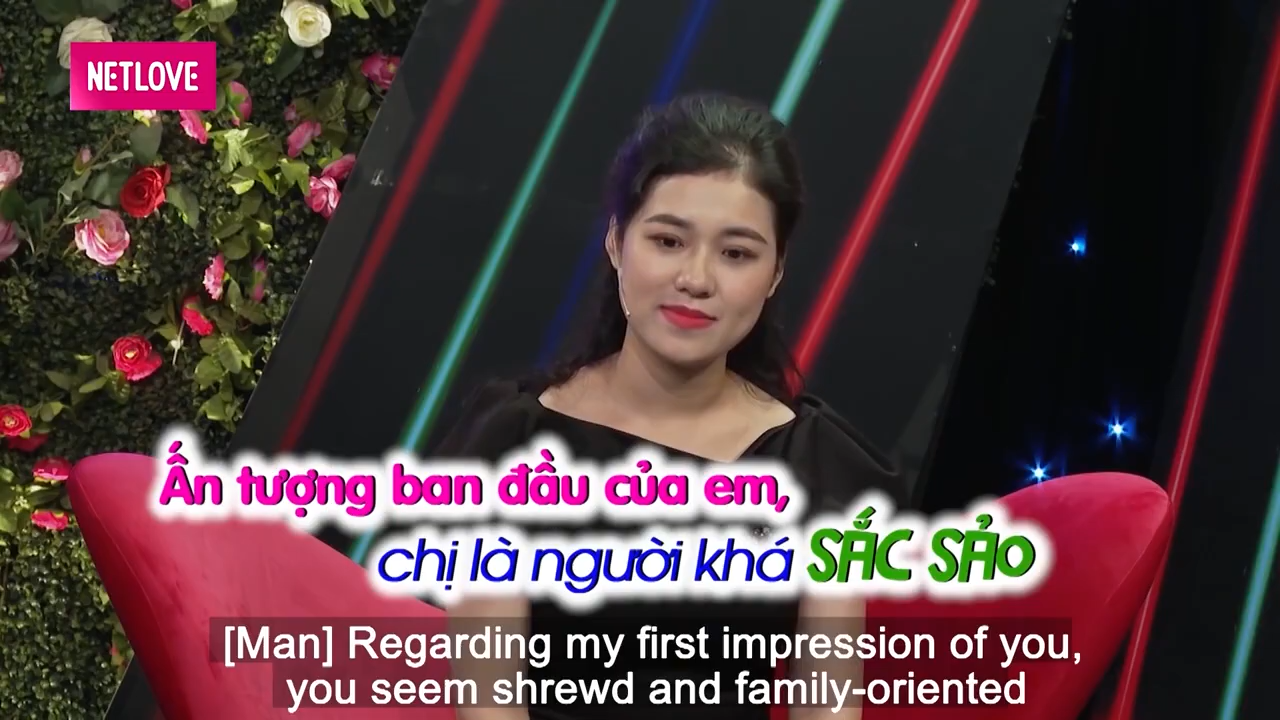 NETLOVE
Ấn tượng ban đầu của em,
chị là người khá SẮC SẢO
[Man] Regarding my first impression of you,
you seem shrewd and family-oriented